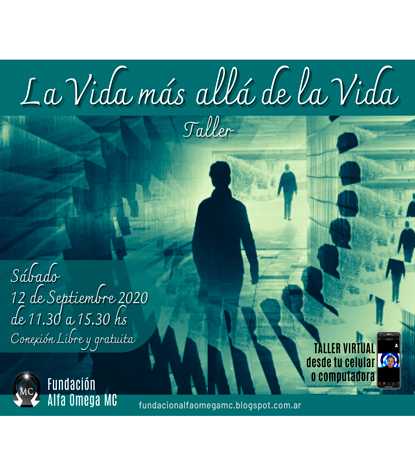 La Vida más allá de la Vida
Taller
Sábado
12 de Septiembre 2020
de 11.30 a 15.30 hs
Conexión Libre y gratuita
TALLER VIRTUAL
desde tu celular
o computadora
MC
Fundación
Alfa Omega MC
fundacionalfaomegamc.blogspot.com.ar